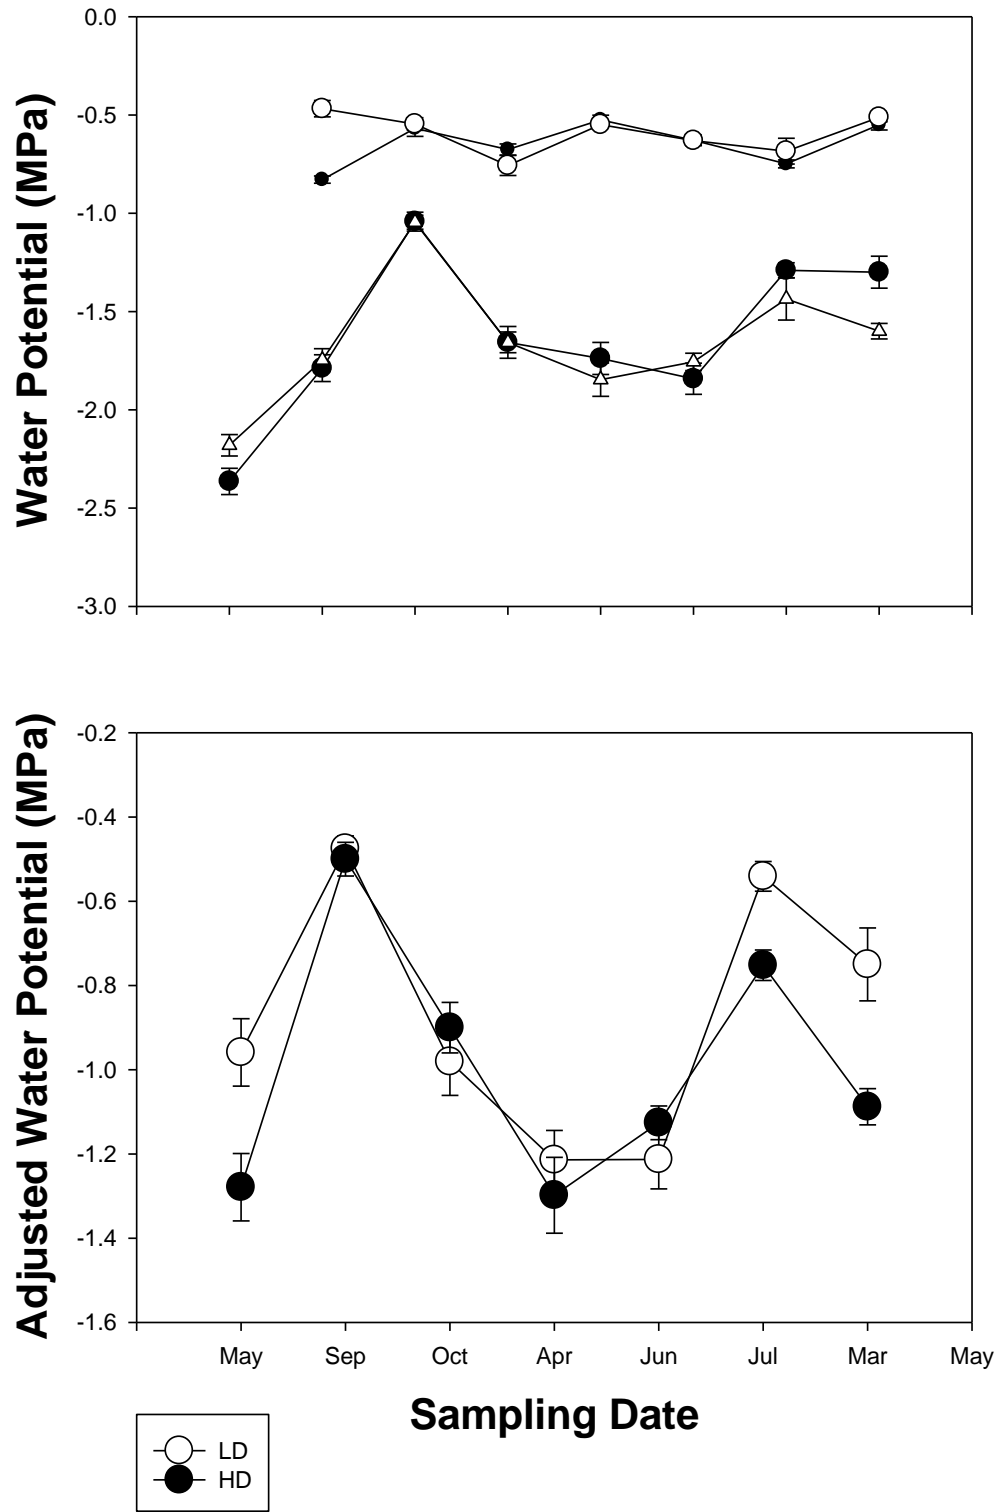 0.0
-0.5
-1.0
-1.5
-2.0
-2.5
-3.0
Water Potential (MPa)
-0.2
-0.4
-0.6
-0.8
-1.0
-1.2
-1.4
-1.6
Adjusted Water Potential (MPa)
May Sep Oct Apr Jun Jul Mar May
Sampling Date
LD
HD